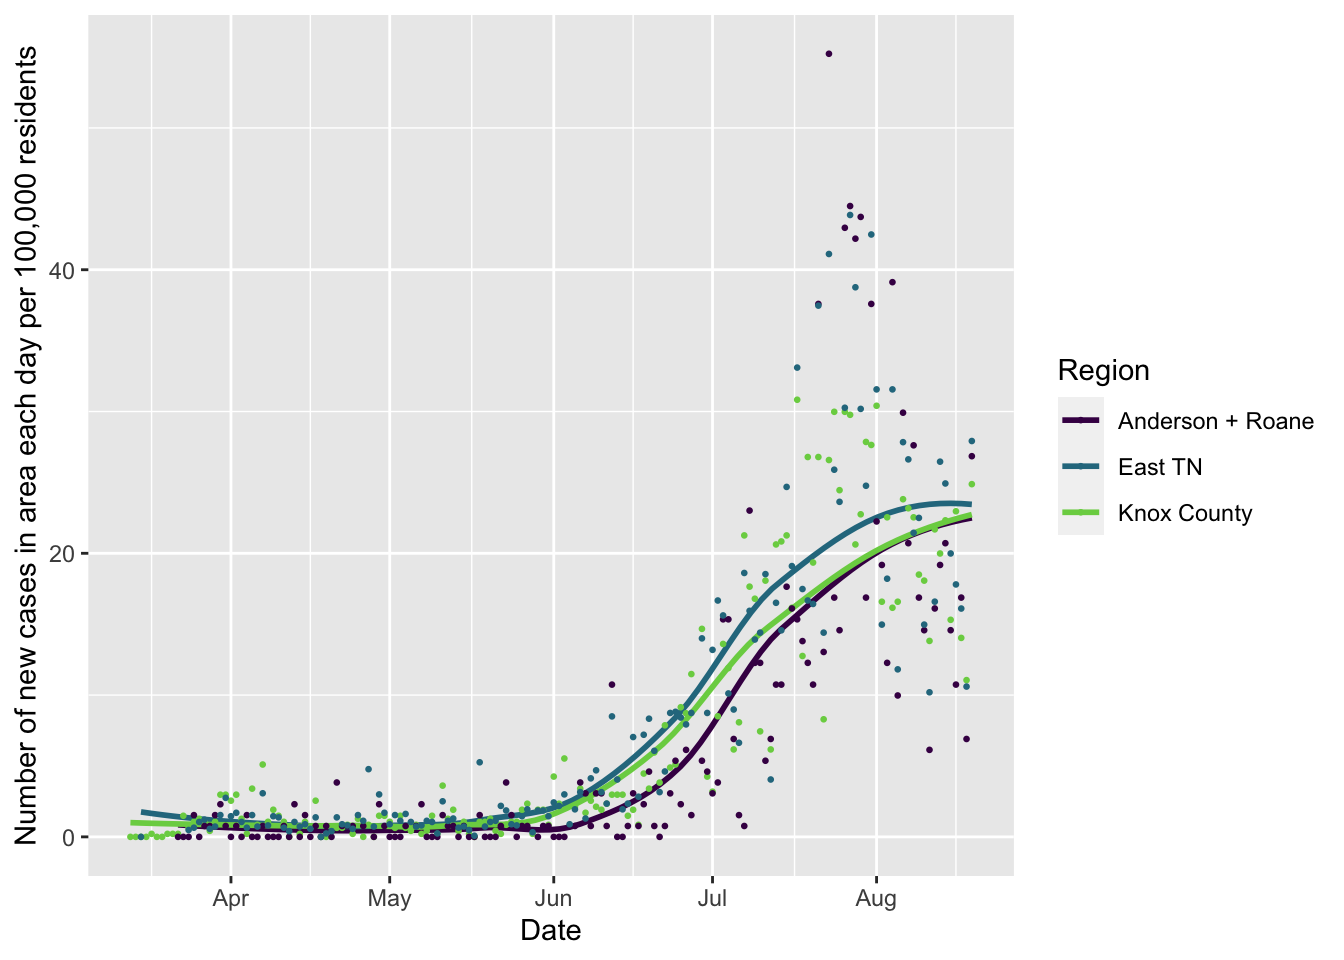 Number of new cases in area each day per 100,000 residents
40
20
0
Apr May Jun Jul Aug
Date
Region
Anderson + Roane
East TN
Knox County